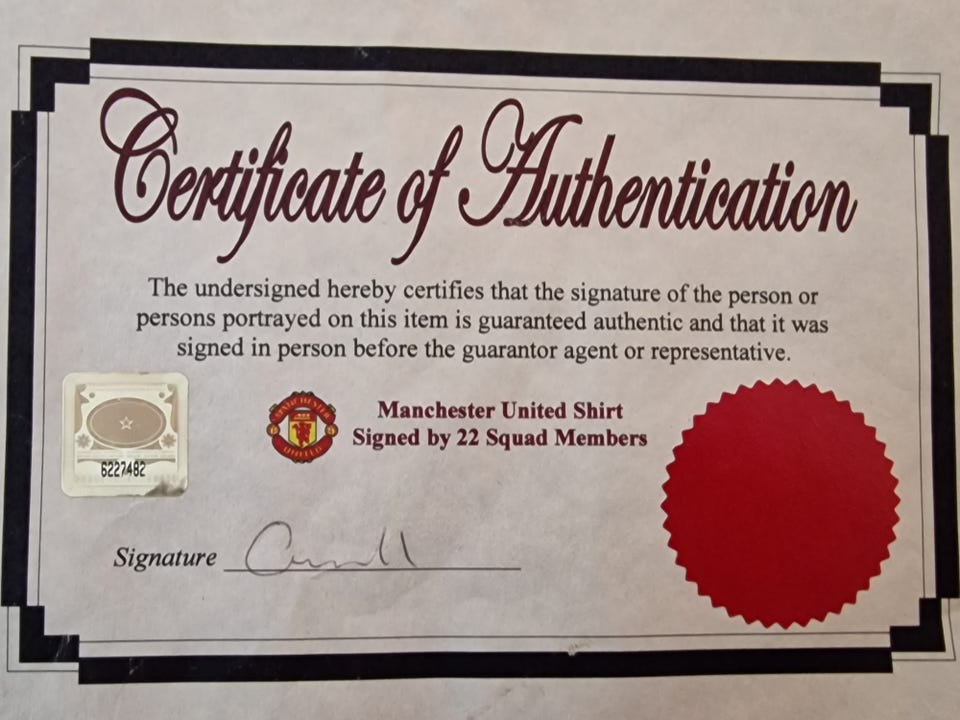 Certificate of Authentication
The undersigned hereby certifies that the signature of the person or
persons portrayed on this item is guaranteed authentic and that it was
signed in person before the guarantor agent or representative.
MANCHESTER
UNITED
Manchester United Shirt
Signed by 22 Squad Members
6227482
Signature